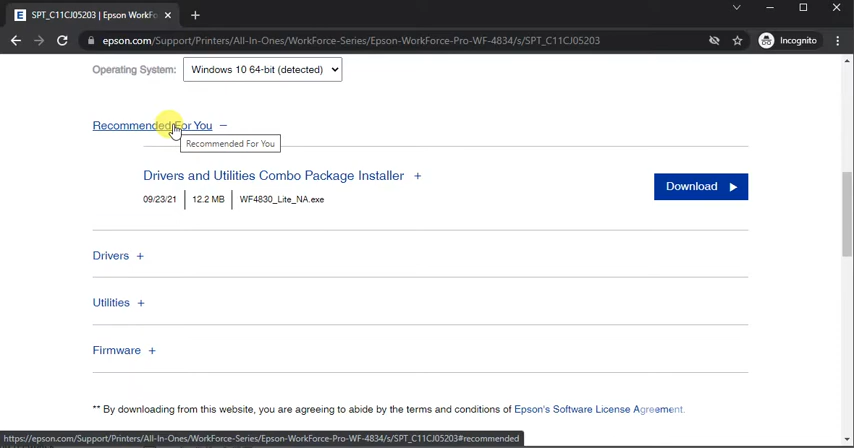 SPT_C11CJ05203 | Epson WorkFo
epson.com/Support/Printers/All-In-Ones/WorkForce-Series/Epson-WorkForce-Pro-WF-4834/s/SPT_C11CJ05203
Incognito
Operating System: Windows 10 64-bit (detected)
Recommended For You −
Recommended For You
Drivers and Utilities Combo Package Installer +
09/23/21 12.2 MB WF4830_Lite_NA.exe
Download
Drivers +
Utilities +
Firmware +
** By downloading from this website, you are agreeing to abide by the terms and conditions of Epson's Software License Agreement.
https://epson.com/Support/Printers/All-In-Ones/WorkForce-Series/Epson-WorkForce-Pro-WF-4834/s/SPT_C11CJ05203#recommended